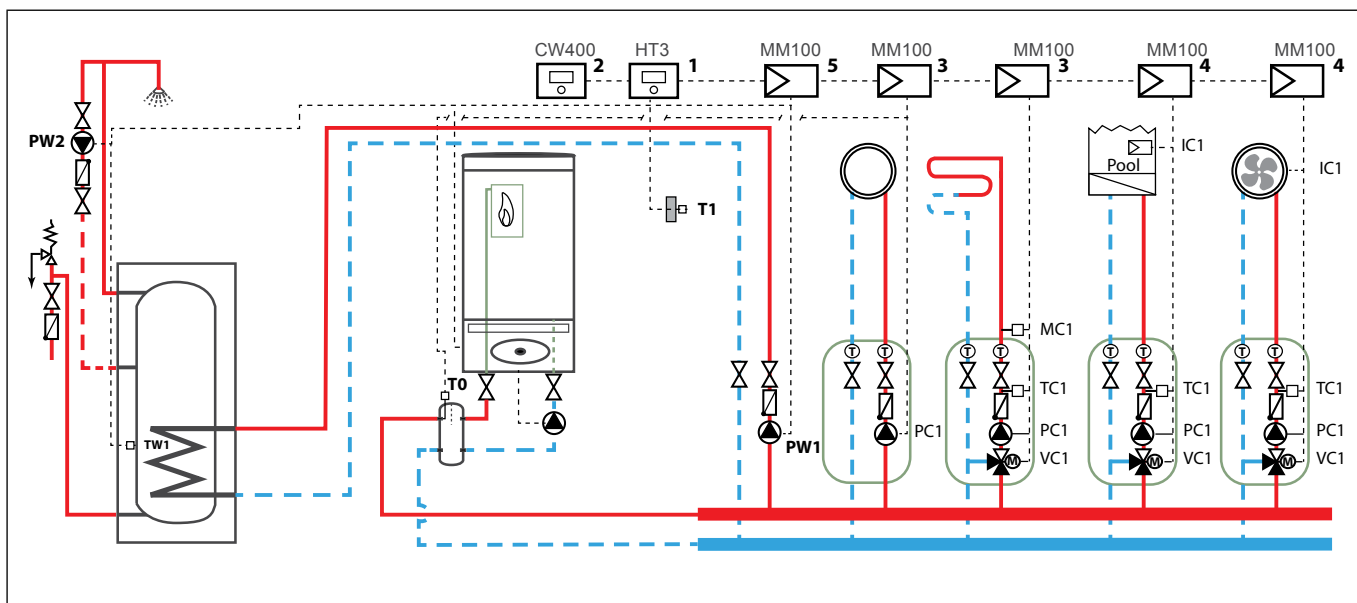 CW400 HT3 MM100 MM100 MM100 MM100 MM100
2 1 5 3 3 4 4
PW2
IC1 IC1
Pool
T1
MC1
T T T T T T T T
T0
TC1 TC1 TC1
PW1 PC1 PC1 PC1 PC1
TW1
M VC1 M VC1 M VC1